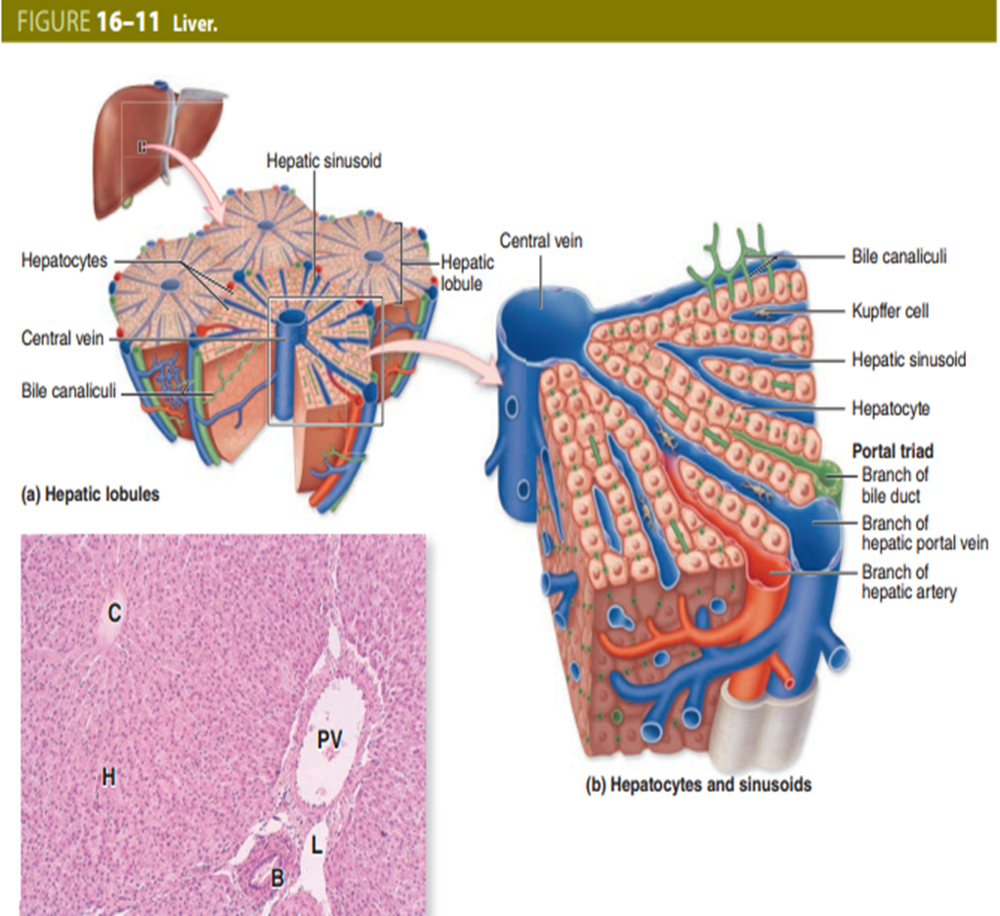 FIGURE 16–11 Liver.
Hepatic sinusoid
Hepatocytes
Hepatic
lobule
Central vein
Bile canaliculi
(a) Hepatic lobules
Central vein
Bile canaliculi
Kupffer cell
Hepatic sinusoid
Hepatocyte
Portal triad
Branch of
bile duct
Branch of
hepatic portal vein
Branch of
hepatic artery
(b) Hepatocytes and sinusoids
C
PV
H
L
B